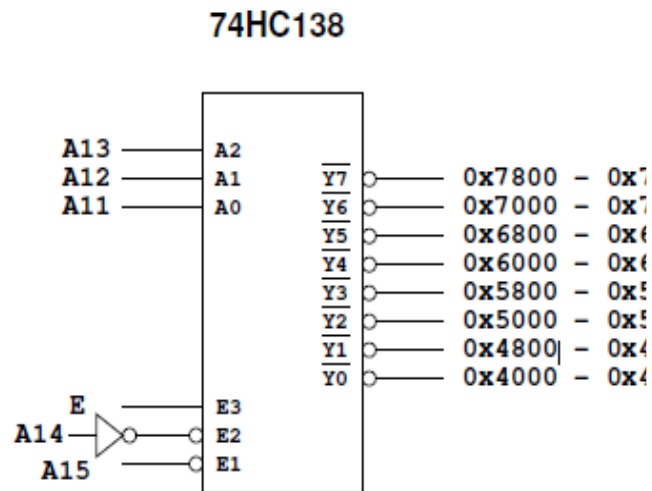 74HC138
A13 A2
A12 A1 Y7 0x7800 - 0x7
A11 A0 Y6 0x7000 - 0x7
Y5 0x6800 - 0x6
Y4 0x6000 - 0x6
Y3 0x5800 - 0x5
Y2 0x5000 - 0x5
Y1 0x4800 - 0x4
Y0 0x4000 - 0x4
E E3
A14 E2
A15 E1